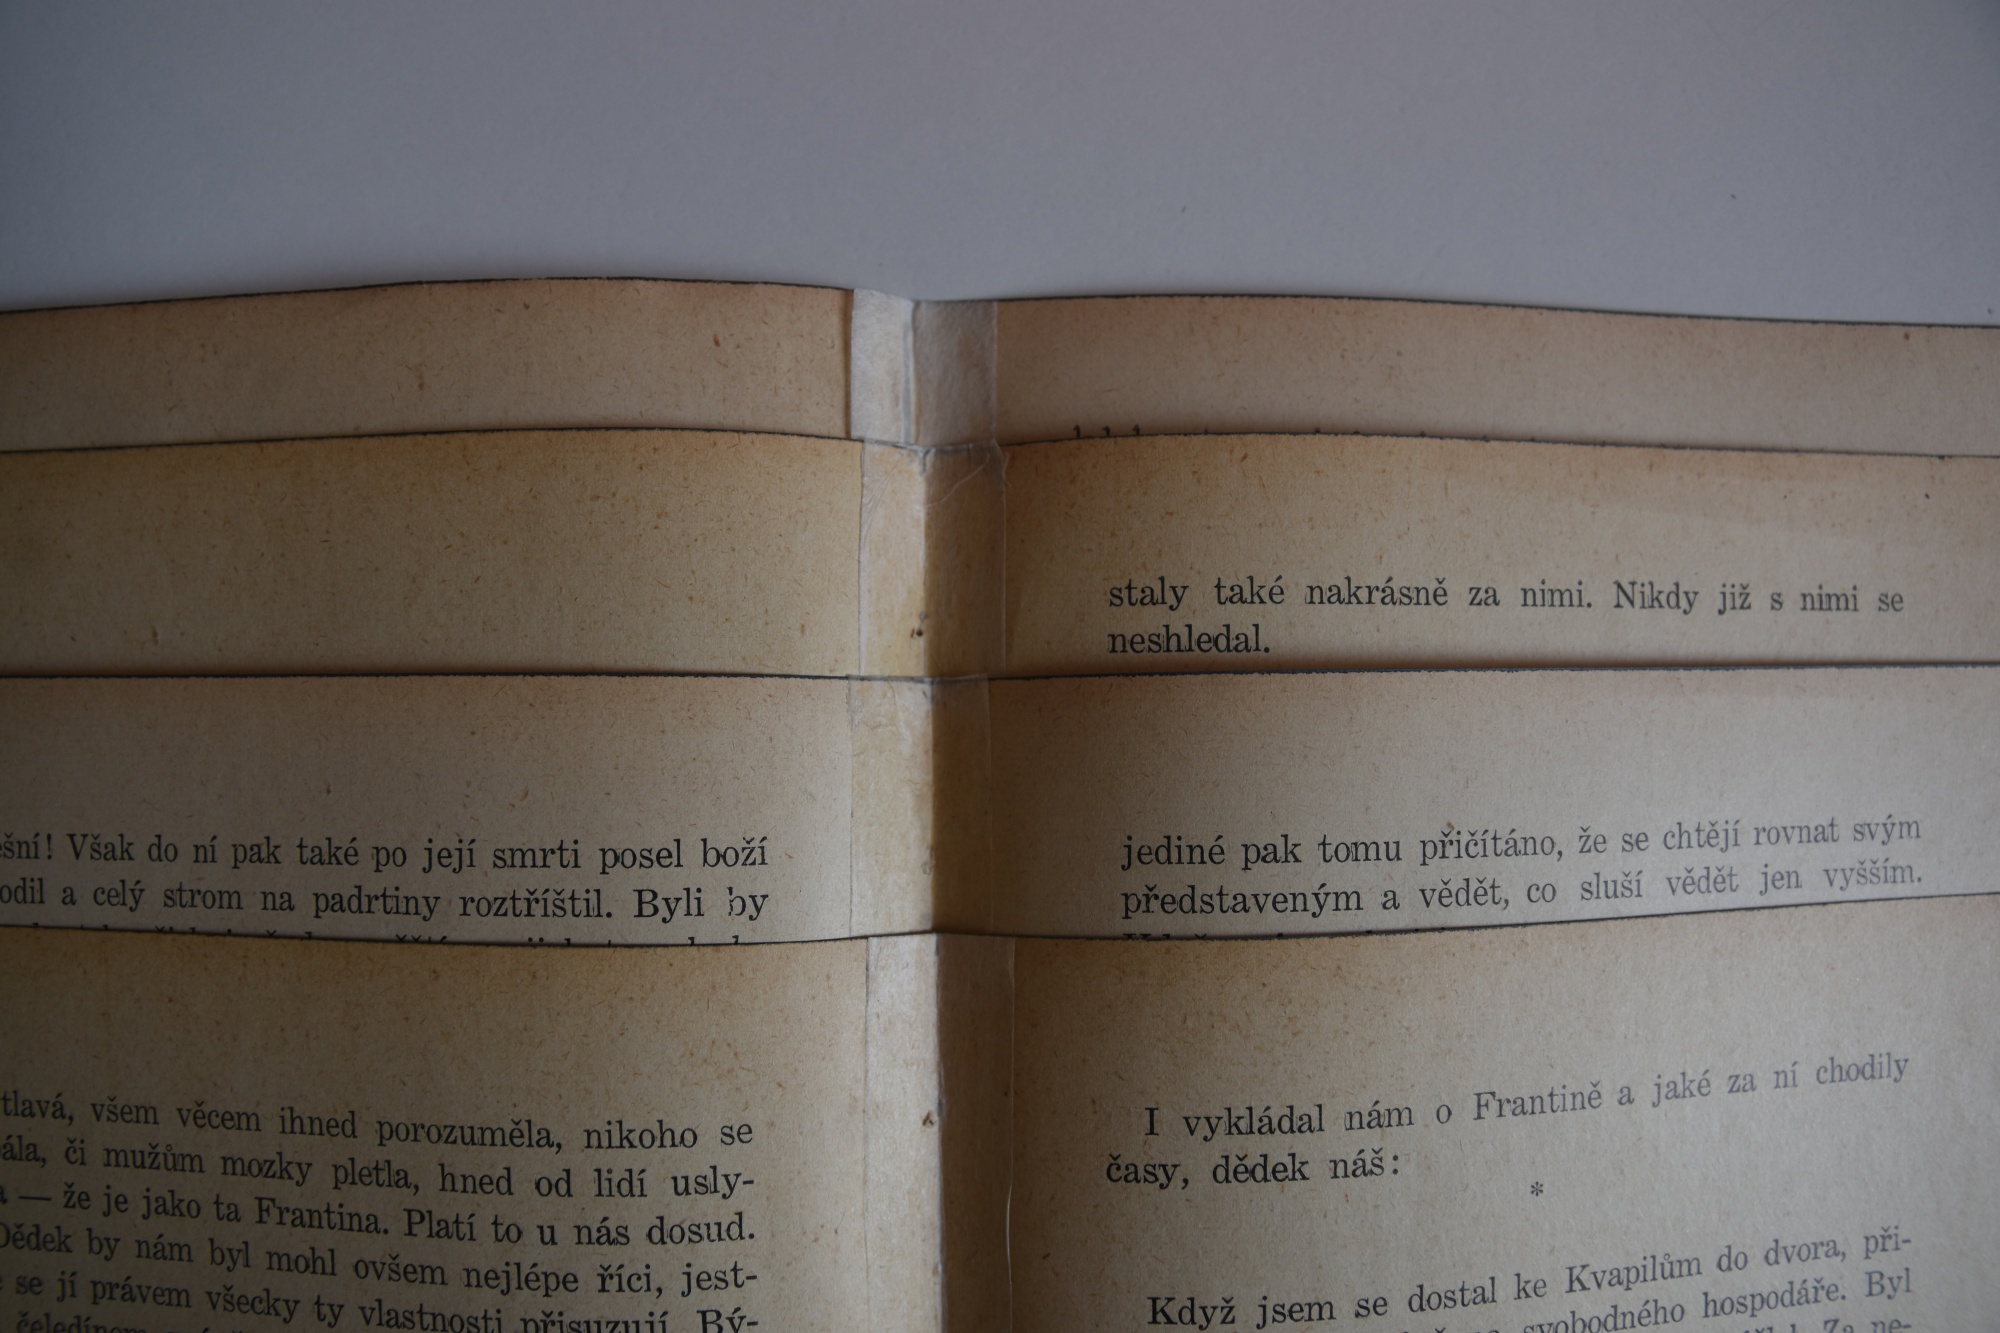 staly také nakrásně za nimi. Nikdy již s nimi se
neshledal.
ešní! Však do ní pak také po její smrti posel boží
odil a celý strom na padrtiny roztříštil. Byli by
jediné pak tomu přičítáno, že se chtějí rovnat svým
představeným a vědět, co sluší vědět jen vyšším.
tlavá, všem věcem ihned porozuměla, nikoho se
ála, či mužům mozky pletla, hned od lidí usly-
— že je jako ta Frantina. Platí to u nás dosud.
Dědek by nám byl mohl ovšem nejlépe říci, jest-
se jí právem všecky ty vlastnosti přisuzují. Bý-
I vykládal nám o Frantině a jaké za ní chodily
časy, dědek náš:
*
Když jsem se dostal ke Kvapilům do dvora, při-
svobodného hospodáře. Byl
Za ne-